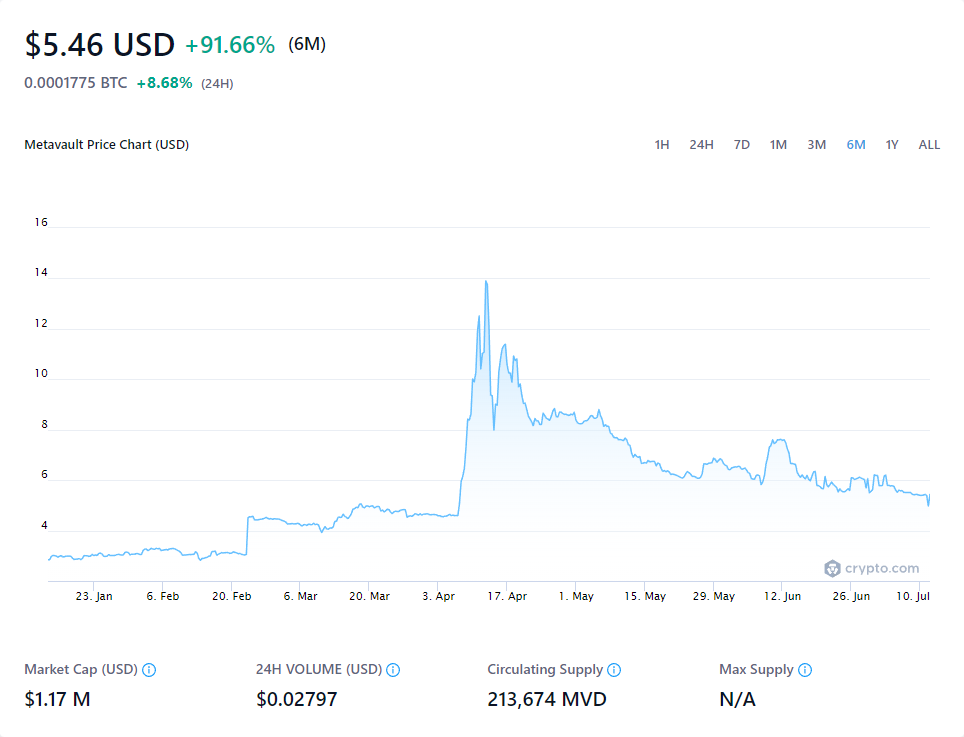 $5.46 USD +91.66% (6M)
0.0001775 BTC +8.68% (24H)
Metavault Price Chart (USD) 1H 24H 7D 1M 3M 6M 1Y ALL
16
14
12
10
8
6
4
crypto.com
23. Jan 6. Feb 20. Feb 6. Mar 20. Mar 3. Apr 17. Apr 1. May 15. May 29. May 12. Jun 26. Jun 10. Jul
Market Cap (USD) 24H VOLUME (USD) Circulating Supply Max Supply
$1.17 M $0.02797 213,674 MVD N/A